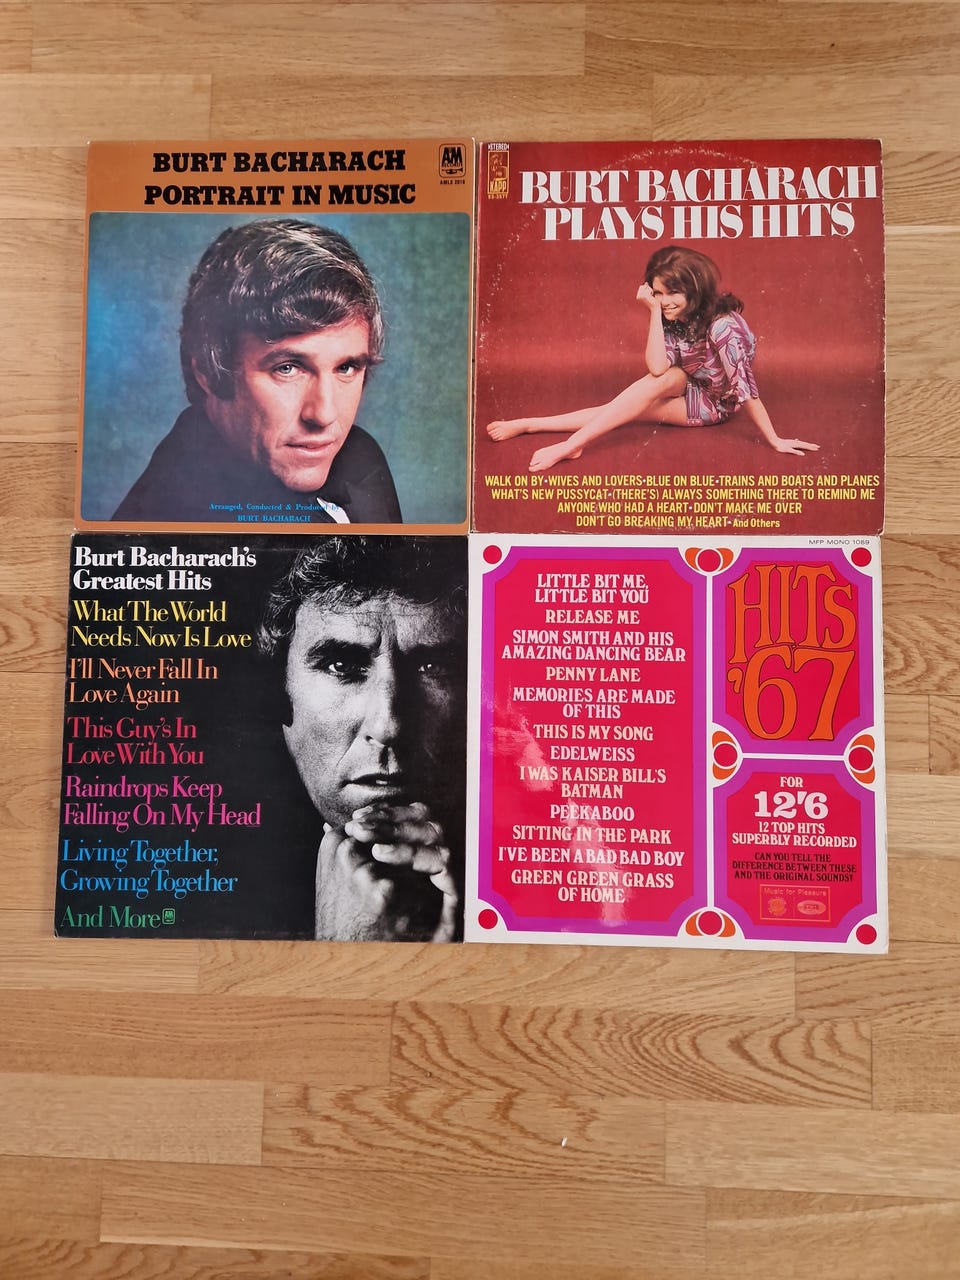 BURT BACHARACH
PORTRAIT IN MUSIC
A&M
RECORDS
AMLS 2016
Arranged, Conducted & Produced by
BURT BACHARACH
STEREO
KAPP
BURT BACHARACH
PLAYS HIS HITS
WALK ON BY•WIVES AND LOVERS•BLUE ON BLUE•TRAINS AND BOATS AND PLANES
WHAT'S NEW PUSSYCAT•(THERE'S) ALWAYS SOMETHING THERE TO REMIND ME
ANYONE WHO HAD A HEART•DON'T MAKE ME OVER
DON'T GO BREAKING MY HEART•And Others
Burt Bacharach's
Greatest Hits
What The World
Needs Now Is Love
I'll Never Fall In
Love Again
This Guy's In
Love With You
Raindrops Keep
Falling On My Head
Living Together,
Growing Together
And More
MFP MONO 1089
LITTLE BIT ME,
LITTLE BIT YOU
RELEASE ME
SIMON SMITH AND HIS
AMAZING DANCING BEAR
PENNY LANE
MEMORIES ARE MADE
OF THIS
THIS IS MY SONG
EDELWEISS
I WAS KAISER BILL'S
BATMAN
PEEKABOO
SITTING IN THE PARK
I'VE BEEN A BAD BAD BOY
GREEN GREEN GRASS
OF HOME
HITS
'67
FOR
12'6
12 TOP HITS
SUPERBLY RECORDED
CAN YOU TELL THE
DIFFERENCE BETWEEN THESE
AND THE ORIGINAL SOUNDS?
Music for Pleasure